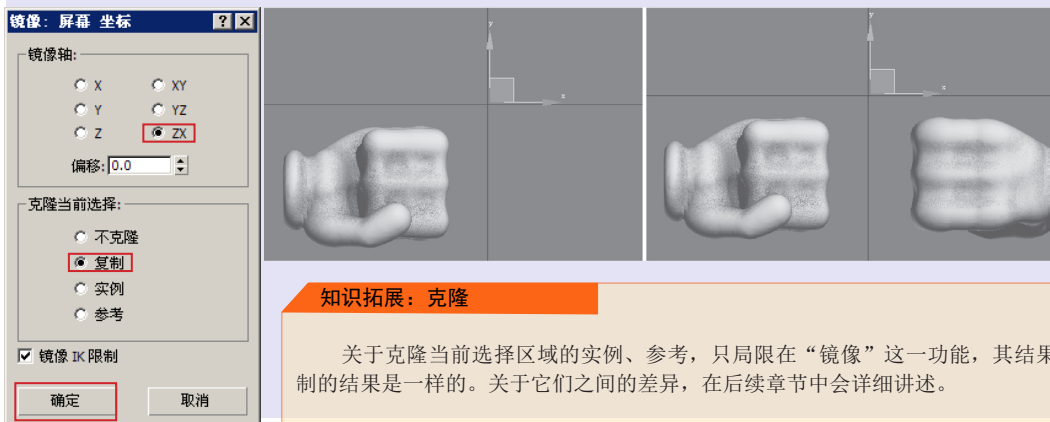 镜像: 屏幕 坐标
镜像轴:
X XY
Y YZ
Z ZX
偏移: 0.0
克隆当前选择:
不克隆
复制
实例
参考
镜像 IK 限制
确定 取消
y
x
y
x
知识拓展：克隆
关于克隆当前选择区域的实例、参考，只局限在“镜像”这一功能，其结果
制的结果是一样的。关于它们之间的差异，在后续章节中会详细讲述。